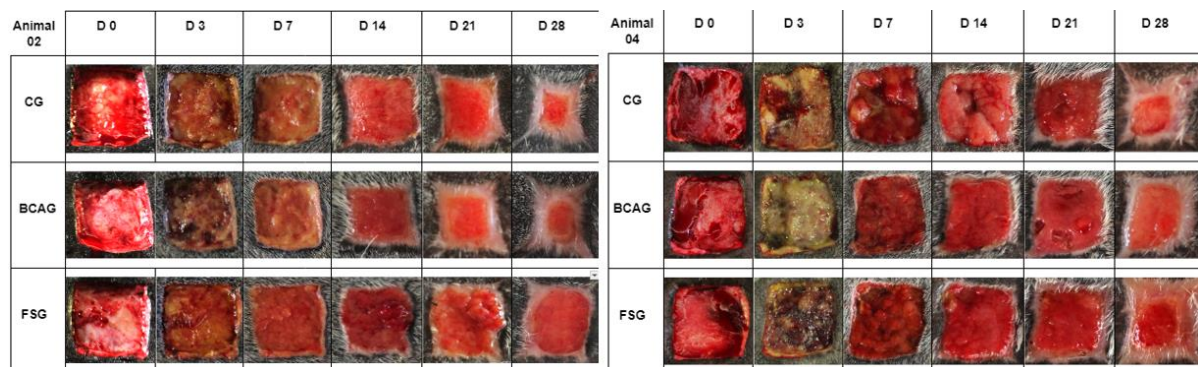 Animal 02 D 0 D 3 D 7 D 14 D 21 D 28
CG
BCAG
FSG
Animal 04 D 0 D 3 D 7 D 14 D 21 D 28
CG
BCAG
FSG